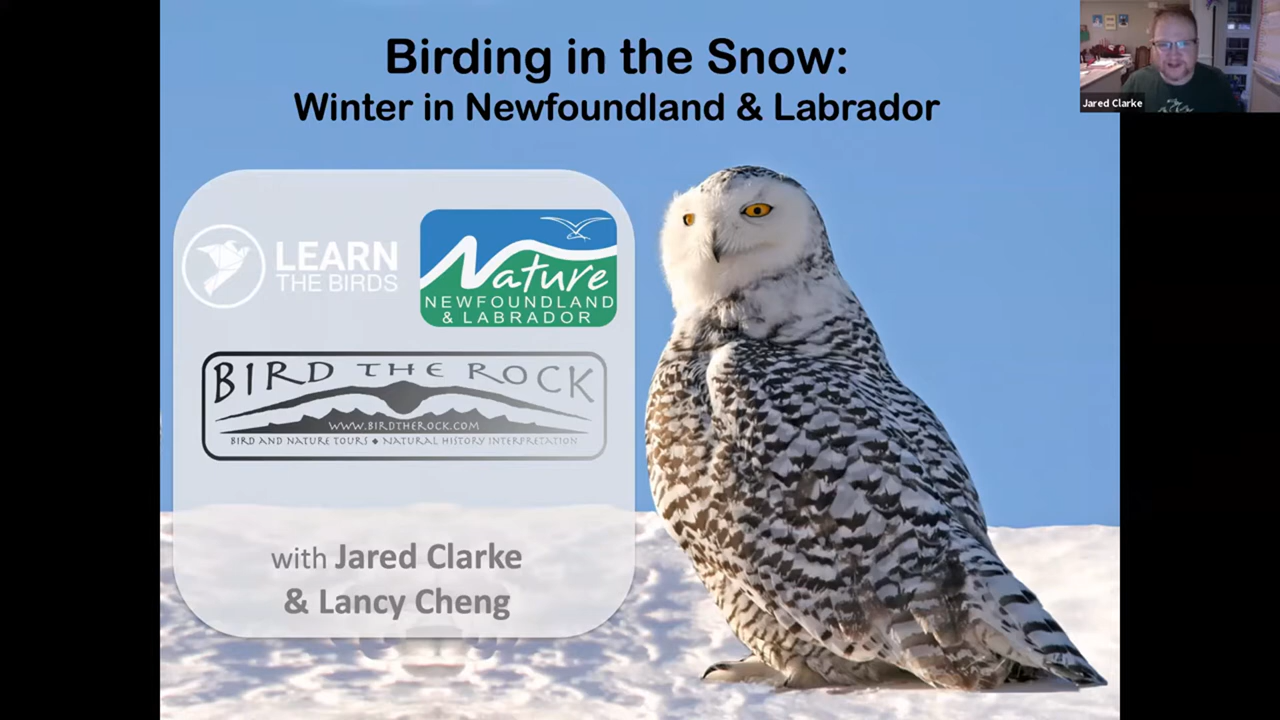 Birding in the Snow:
Winter in Newfoundland & Labrador
Jared Clarke
LEARN
THE BIRDS
Nature
NEWFOUNDLAND
& LABRADOR
BIRD THE ROCK
WWW.BIRDTHEROCK.COM
BIRD AND NATURE TOURS ◆ NATURAL HISTORY INTERPRETATION
with Jared Clarke
& Lancy Cheng